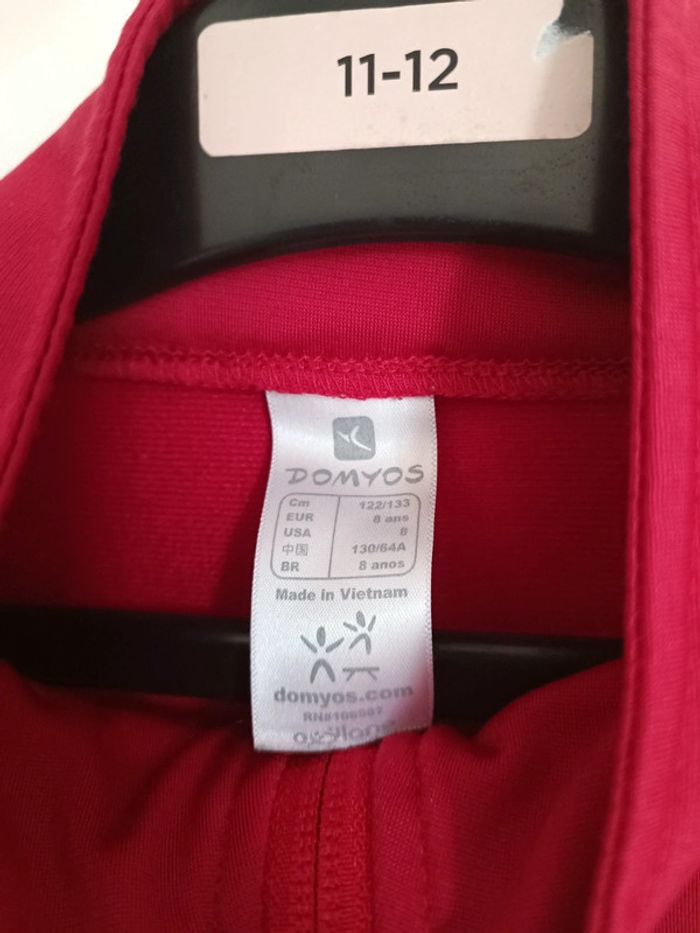 11-12
DOMYOS
Cm 122/133
EUR 8 ans
USA 8
中国 130/64A
BR 8 anos
Made in Vietnam
domyos.com
oxylane